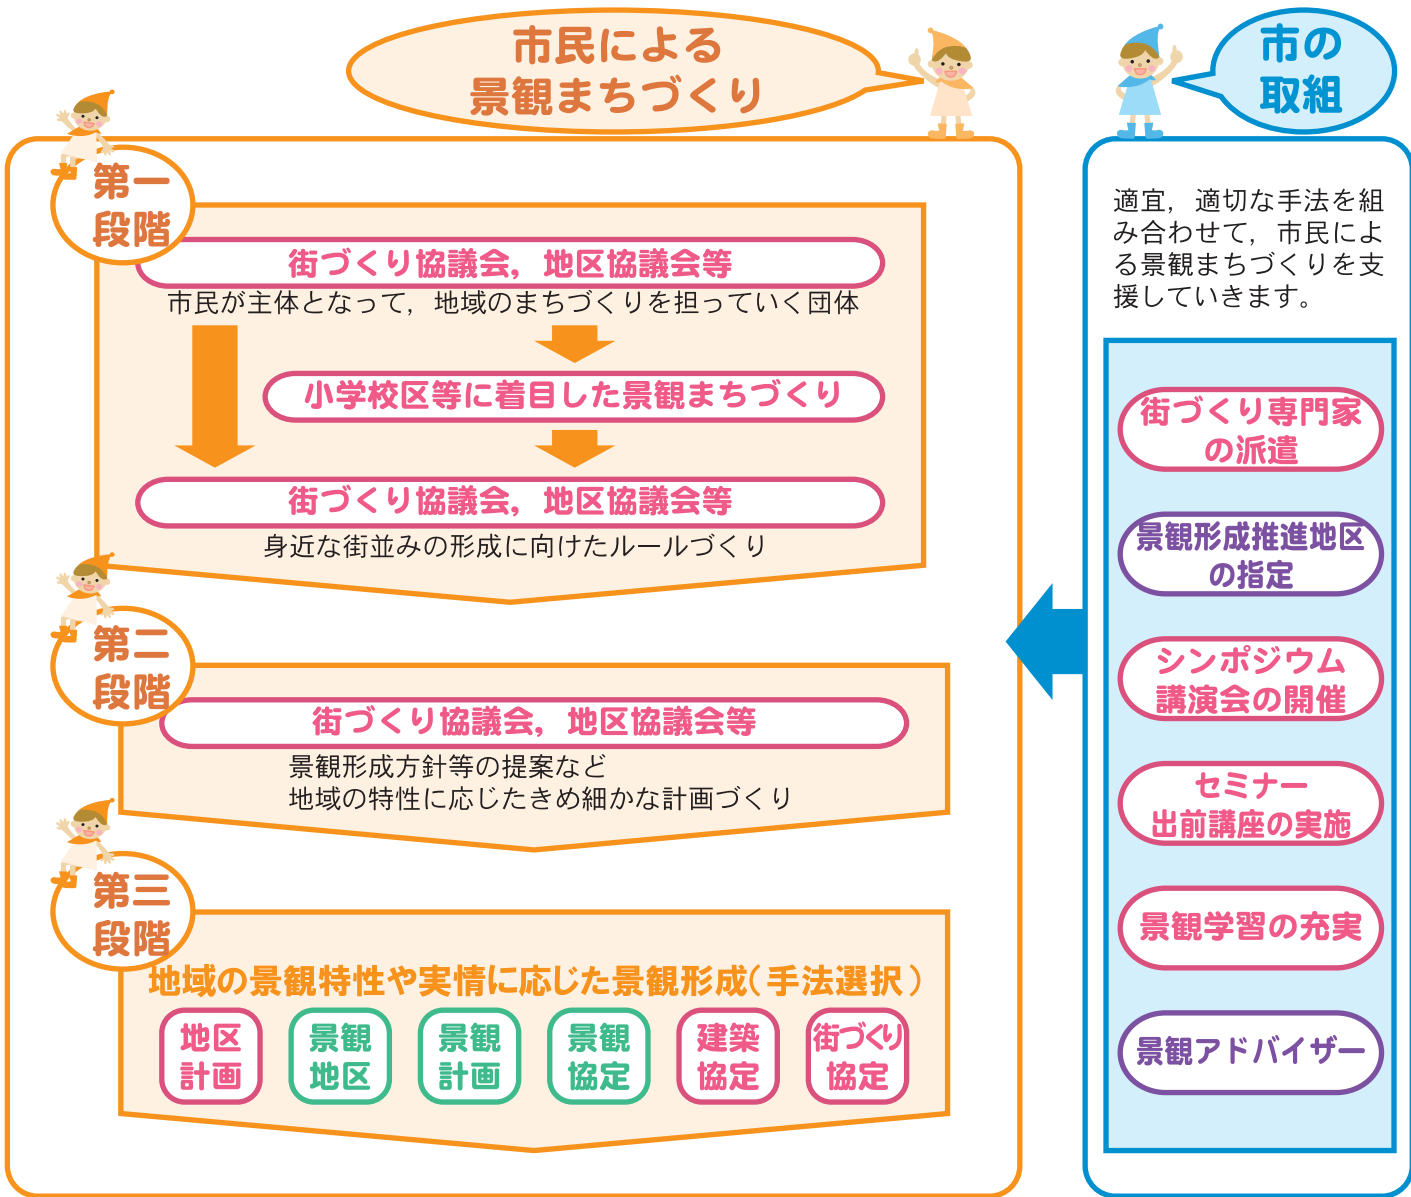 市民による
景観まちづくり
第一
段階
街づくり協議会，地区協議会等
市民が主体となって，地域のまちづくりを担っていく団体
小学校区等に着目した景観まちづくり
街づくり協議会，地区協議会等
身近な街並みの形成に向けたルールづくり
第二
段階
街づくり協議会，地区協議会等
景観形成方針等の提案など
地域の特性に応じたきめ細かな計画づくり
第三
段階
地域の景観特性や実情に応じた景観形成（手法選択）
地区
計画
景観
地区
景観
計画
景観
協定
建築
協定
街づくり
協定
市の
取組
適宜，適切な手法を組
み合わせて，市民によ
る景観まちづくりを支
援していきます。
街づくり専門家
の派遣
景観形成推進地区
の指定
シンポジウム
講演会の開催
セミナー
出前講座の実施
景観学習の充実
景観アドバイザー